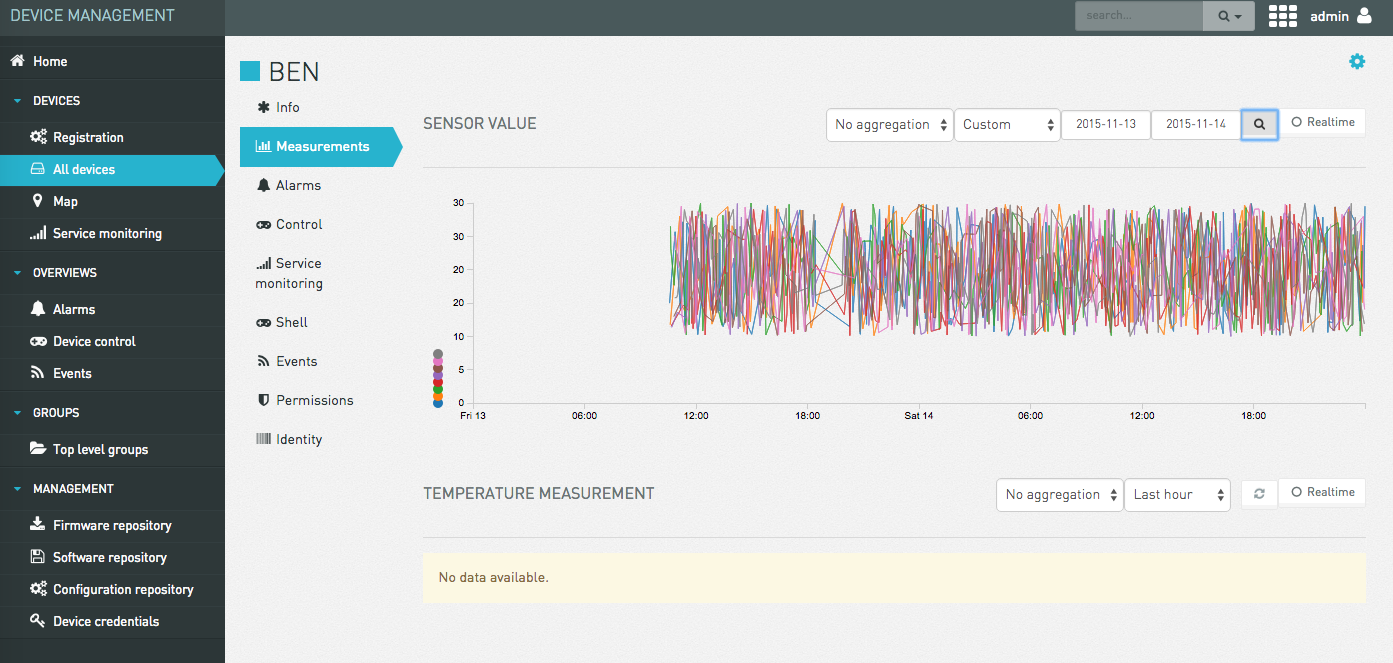 DEVICE MANAGEMENT
search...
admin
Home
DEVICES
Registration
All devices
Map
Service monitoring
OVERVIEWS
Alarms
Device control
Events
GROUPS
Top level groups
MANAGEMENT
Firmware repository
Software repository
Configuration repository
Device credentials
BEN
Info
Measurements
Alarms
Control
Service
monitoring
Shell
Events
Permissions
Identity
SENSOR VALUE
No aggregation Custom 2015-11-13 2015-11-14 Realtime
30
30
20
20
10
5
0
Fri 13 06:00 12:00 18:00 Sat 14 06:00 12:00 18:00
TEMPERATURE MEASUREMENT
No aggregation Last hour Realtime
No data available.